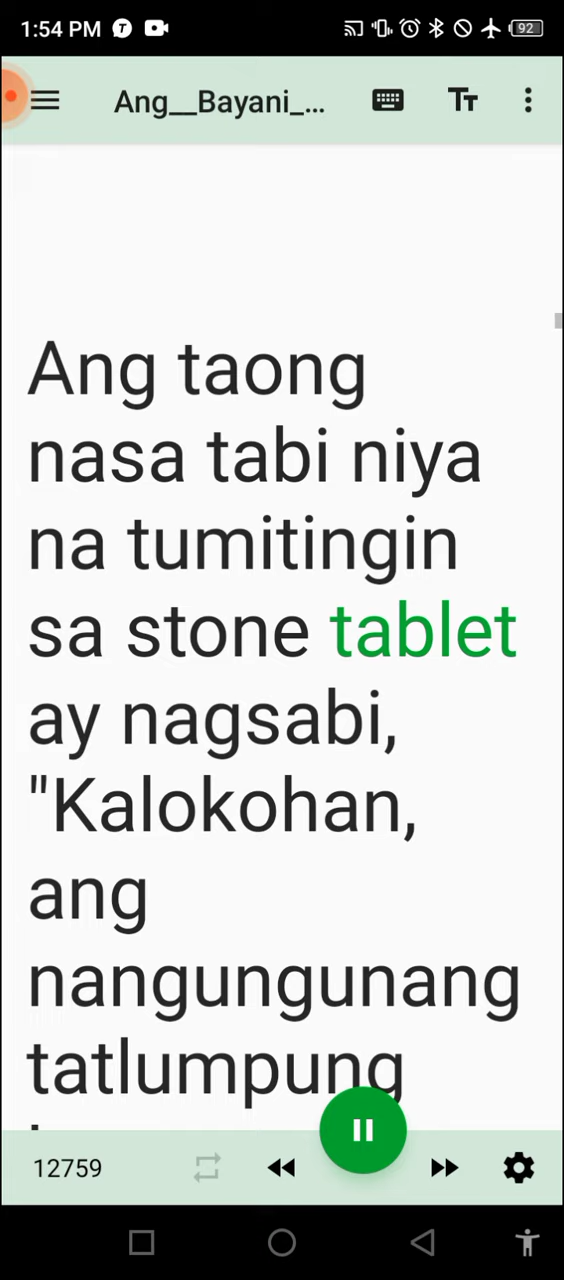 1:54 PM
92
Ang__Bayani_...
Ang taong
nasa tabi niya
na tumitingin
sa stone tablet
ay nagsabi,
"Kalokohan,
ang
nangungunang
tatlumpung
12759